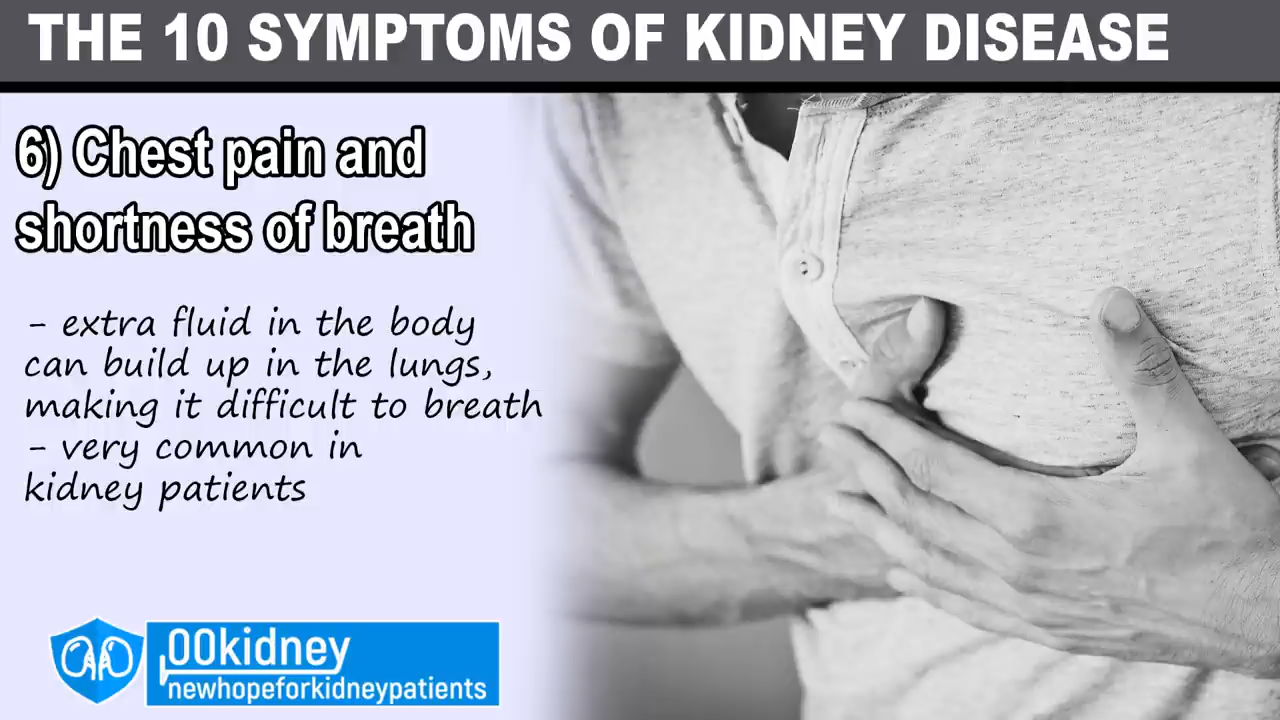 THE 10 SYMPTOMS OF KIDNEY DISEASE
6) Chest pain and
shortness of breath
- extra fluid in the body
can build up in the lungs,
making it difficult to breath
- very common in
kidney patients
00kidney
newhopeforkidneypatients